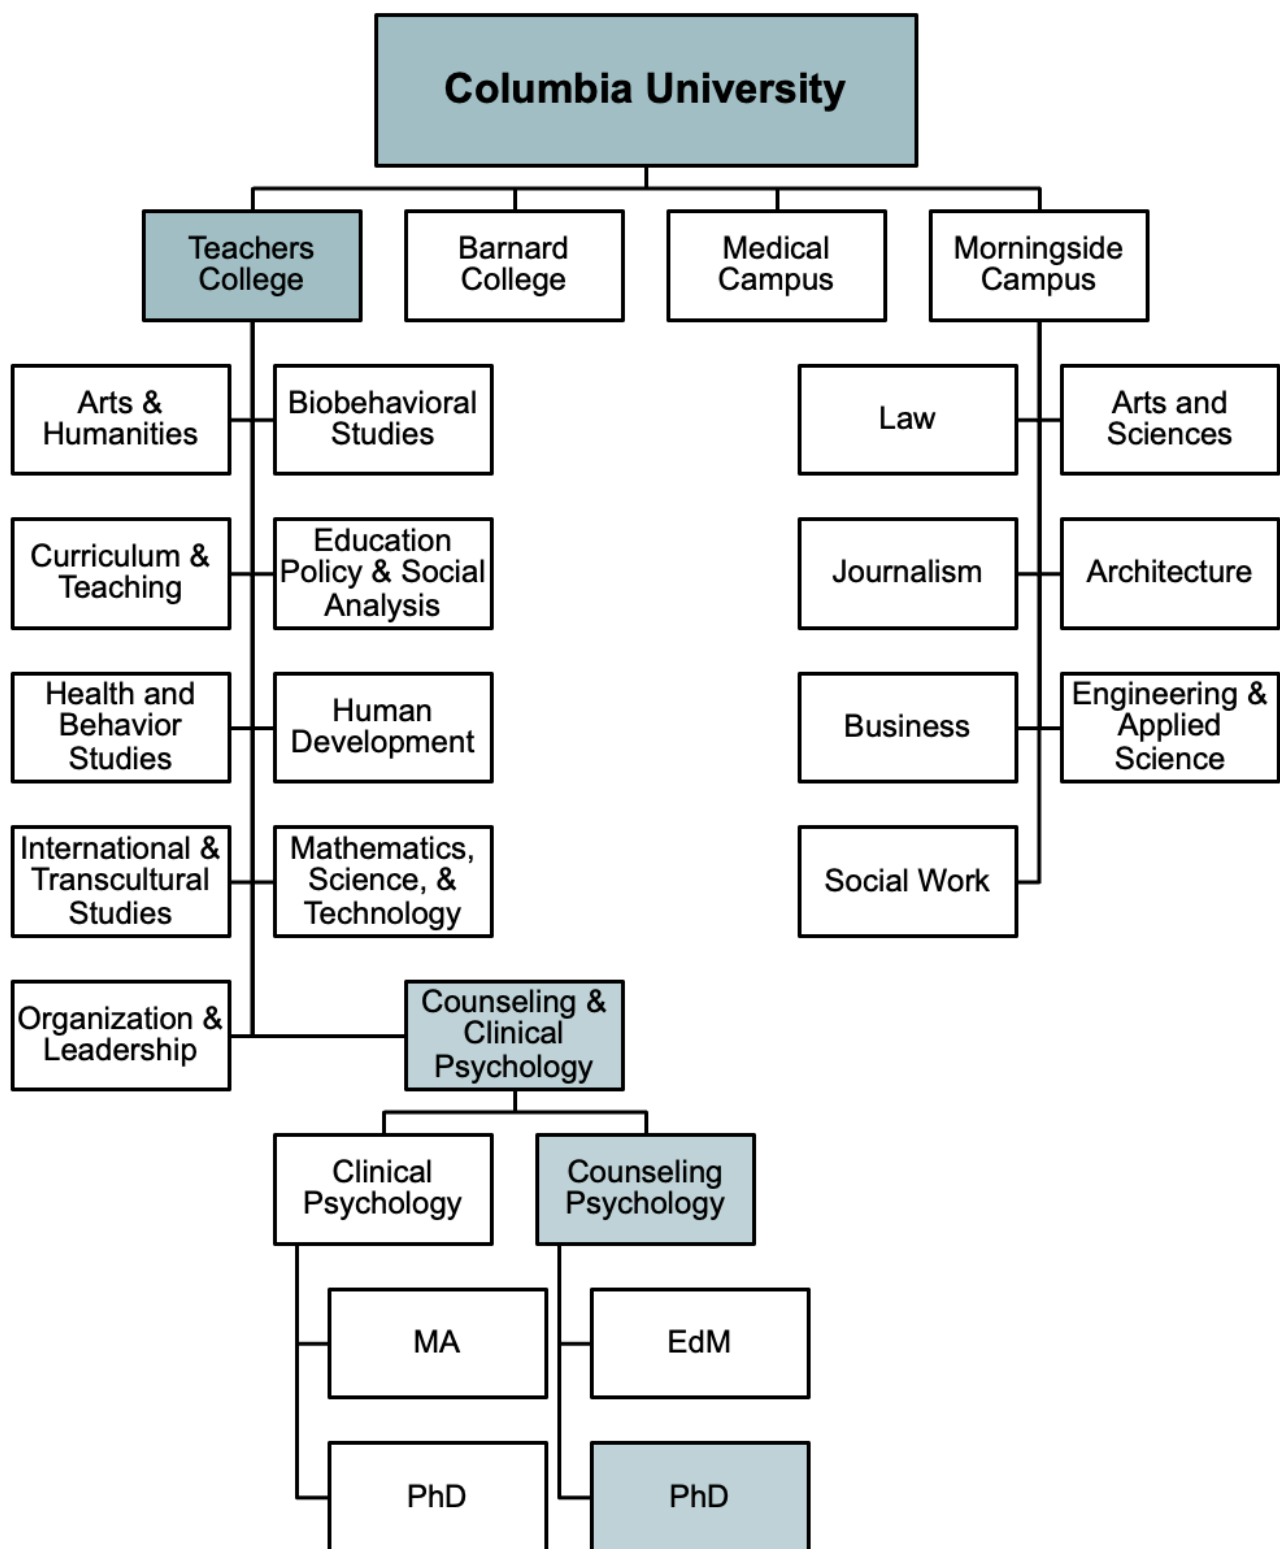 Columbia University
Teachers
College
Barnard
College
Medical
Campus
Morningside
Campus
Arts &
Humanities
Biobehavioral
Studies
Law
Arts and
Sciences
Curriculum &
Teaching
Education
Policy & Social
Analysis
Journalism
Architecture
Health and
Behavior
Studies
Human
Development
Business
Engineering &
Applied
Science
International &
Transcultural
Studies
Mathematics,
Science, &
Technology
Social Work
Organization &
Leadership
Counseling &
Clinical
Psychology
Clinical
Psychology
Counseling
Psychology
MA
EdM
PhD
PhD